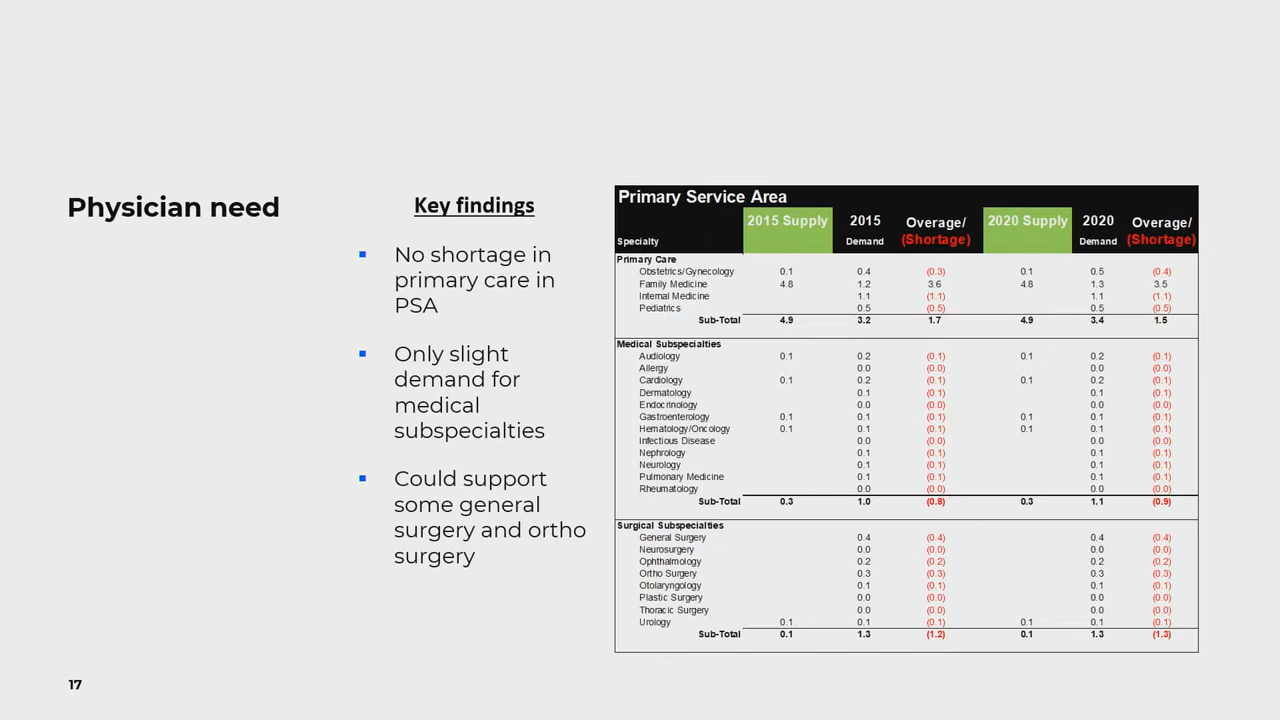 Physician need
Key findings
No shortage in
primary care in
PSA
Only slight
demand for
medical
subspecialties
Could support
some general
surgery and ortho
surgery
Primary Service Area
Specialty 2015 Supply 2015 Demand Overage/ (Shortage) 2020 Supply 2020 Demand Overage/ (Shortage)
Primary Care
Obstetrics/Gynecology 0.1 0.4 (0.3) 0.1 0.5 (0.4)
Family Medicine 4.8 1.2 3.6 4.8 1.3 3.5
Internal Medicine 1.1 (1.1) 1.1 (1.1)
Pediatrics 0.5 (0.5) 0.5 (0.5)
Sub-Total 4.9 3.2 1.7 4.9 3.4 1.5
Medical Subspecialties
Audiology 0.1 0.2 (0.1) 0.1 0.2 (0.1)
Allergy 0.0 (0.0) 0.0 (0.0)
Cardiology 0.1 0.2 (0.1) 0.1 0.2 (0.1)
Dermatology 0.1 (0.1) 0.1 (0.1)
Endocrinology 0.0 (0.0) 0.0 (0.0)
Gastroenterology 0.1 0.1 (0.1) 0.1 0.1 (0.1)
Hematology/Oncology 0.1 0.1 (0.1) 0.1 0.1 (0.1)
Infectious Disease 0.0 (0.0) 0.0 (0.0)
Nephrology 0.1 (0.1) 0.1 (0.1)
Neurology 0.1 (0.1) 0.1 (0.1)
Pulmonary Medicine 0.1 (0.1) 0.1 (0.1)
Rheumatology 0.0 (0.0) 0.0 (0.0)
Sub-Total 0.3 1.0 (0.8) 0.3 1.1 (0.9)
Surgical Subspecialties
General Surgery 0.4 (0.4) 0.4 (0.4)
Neurosurgery 0.0 (0.0) 0.0 (0.0)
Ophthalmology 0.2 (0.2) 0.2 (0.2)
Ortho Surgery 0.3 (0.3) 0.3 (0.3)
Otolaryngology 0.1 (0.1) 0.1 (0.1)
Plastic Surgery 0.0 (0.0) 0.0 (0.0)
Thoracic Surgery 0.0 (0.0) 0.0 (0.0)
Urology 0.1 0.1 (0.1) 0.1 0.1 (0.1)
Sub-Total 0.1 1.3 (1.2) 0.1 1.3 (1.3)
17